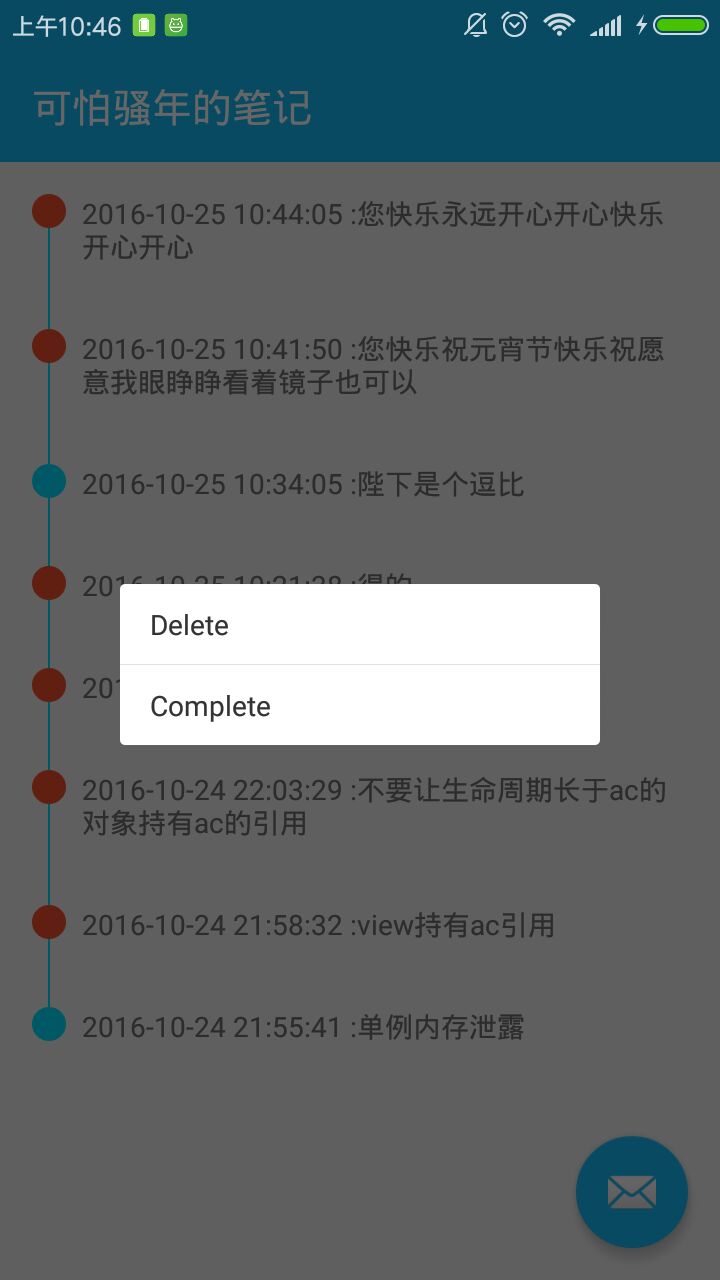 上午10:46
可怕骚年的笔记
2016-10-25 10:44:05 :您快乐永远开心开心快乐
开心开心
2016-10-25 10:41:50 :您快乐祝元宵节快乐祝愿
意我眼睁睁看着镜子也可以
2016-10-25 10:34:05 :陛下是个逗比
2016-10-25 10:21:38 :得的
Delete
201
Complete
2016-10-24 22:03:29 :不要让生命周期长于ac的
对象持有ac的引用
2016-10-24 21:58:32 :view持有ac引用
2016-10-24 21:55:41 :单例内存泄露